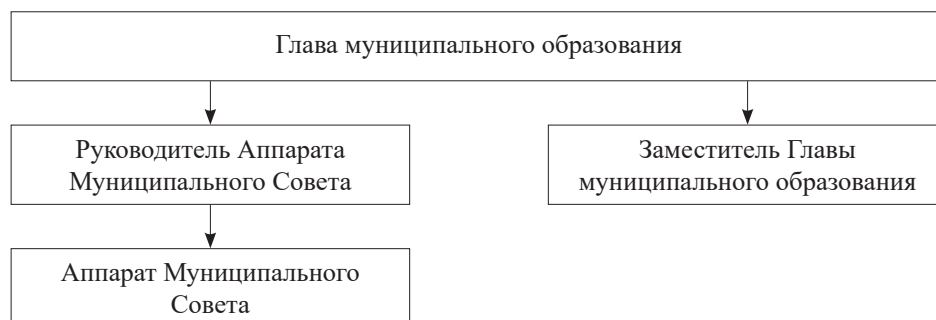 Глава муниципального образования
Руководитель Аппарата
Муниципального Совета
Заместитель Главы
муниципального образования
Аппарат Муниципального
Совета